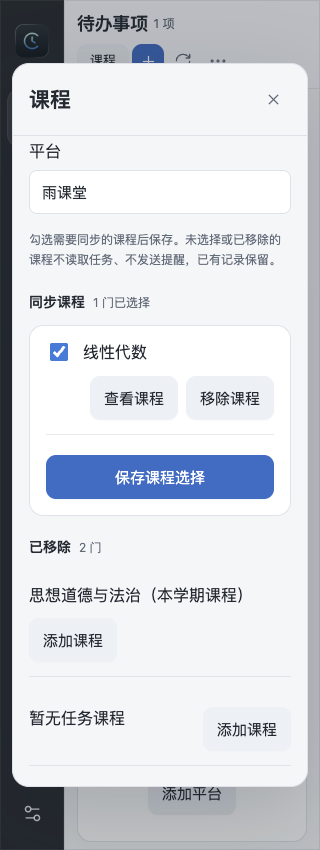 待办事项 1 项
课程
课程
平台
雨课堂
勾选需要同步的课程后保存。未选择或已移除的
课程不读取任务、不发送提醒，已有记录保留。
同步课程 1 门已选择
线性代数
查看课程 移除课程
保存课程选择
已移除 2 门
思想道德与法治（本学期课程）
添加课程
暂无任务课程 添加课程
添加平台